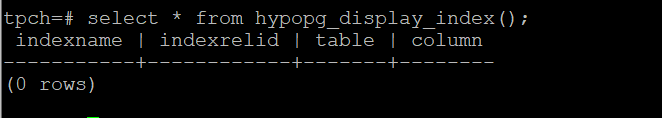 tpch=# select * from hypopg_display_index();
 indexname | indexrelid | table | column
-----------+------------+-------+--------
(0 rows)